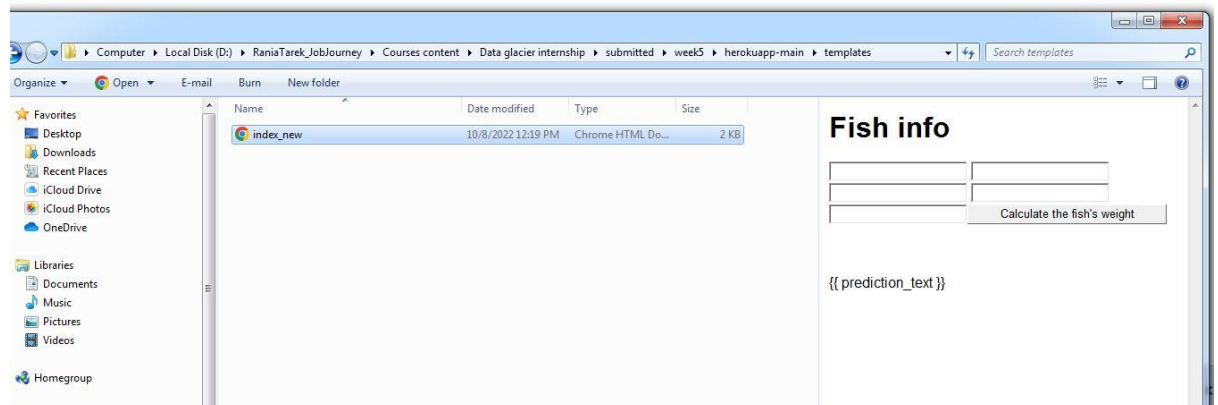 Computer Local Disk (D:) RaniaTarek_JobJourney Courses content Data glacier internship submitted week5 herokuapp-main templates Search templates
Organize Open E-mail Burn New folder
Favorites
Desktop
Downloads
Recent Places
iCloud Drive
iCloud Photos
OneDrive
Libraries
Documents
Music
Pictures
Videos
Homegroup
Name Date modified Type Size
index_new 10/8/2022 12:19 PM Chrome HTML Do... 2 KB
Fish info
Calculate the fish's weight
{{ prediction_text }}